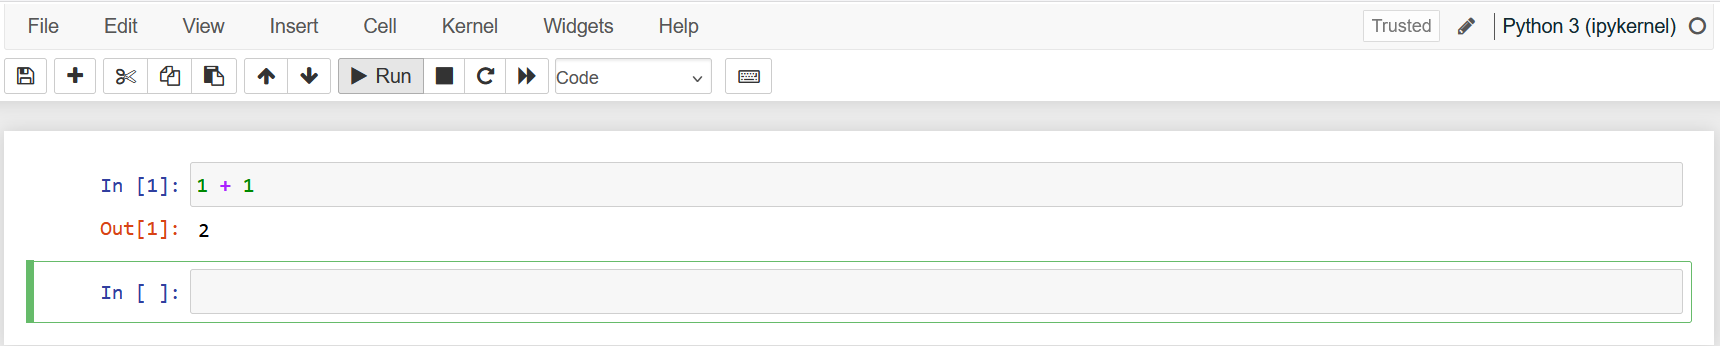 File Edit View Insert Cell Kernel Widgets Help Trusted Python 3 (ipykernel)
Run Code
In [1]: 1 + 1
Out[1]: 2
In [ ]: